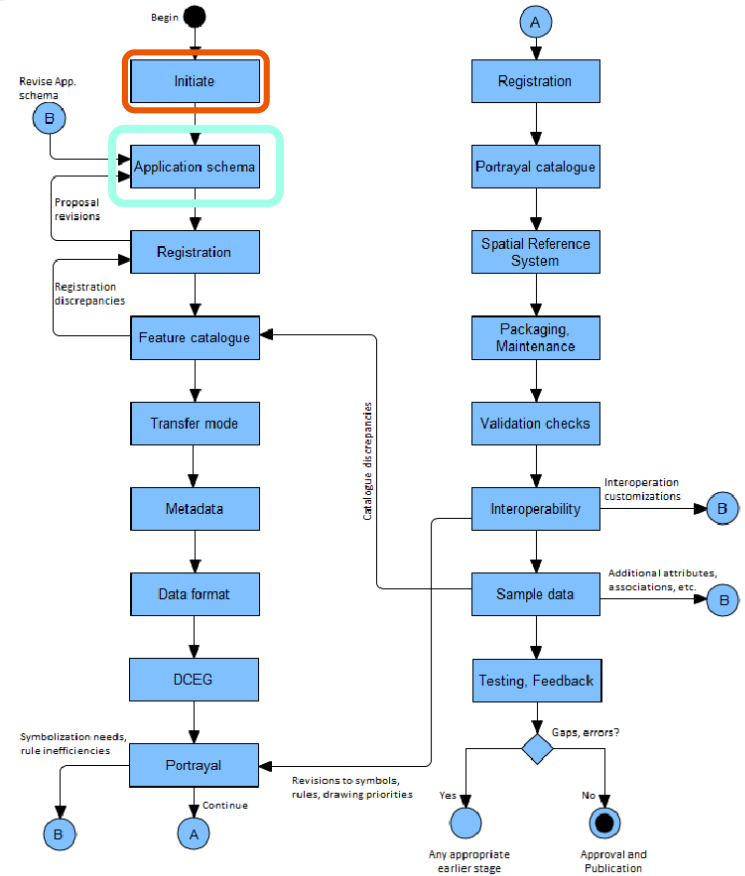 Begin
Initiate
Revise App.
schema
B
Application schema
Proposal
revisions
Registration
Registration
discrepancies
Feature catalogue
Transfer mode
Metadata
Data format
DCEG
Symbolization needs,
rule inefficiencies
Portrayal
Continue
B
A
A
Registration
Portrayal catalogue
Spatial Reference
System
Packaging,
Maintenance
Validation checks
Catalogue discrepancies
Interoperability
Interoperation
customizations
B
Sample data
Additional attributes,
associations, etc.
B
Testing, Feedback
Revisions to symbols,
rules, drawing priorities
Gaps, errors?
Yes
No
Any appropriate
earlier stage
Approval and
Publication